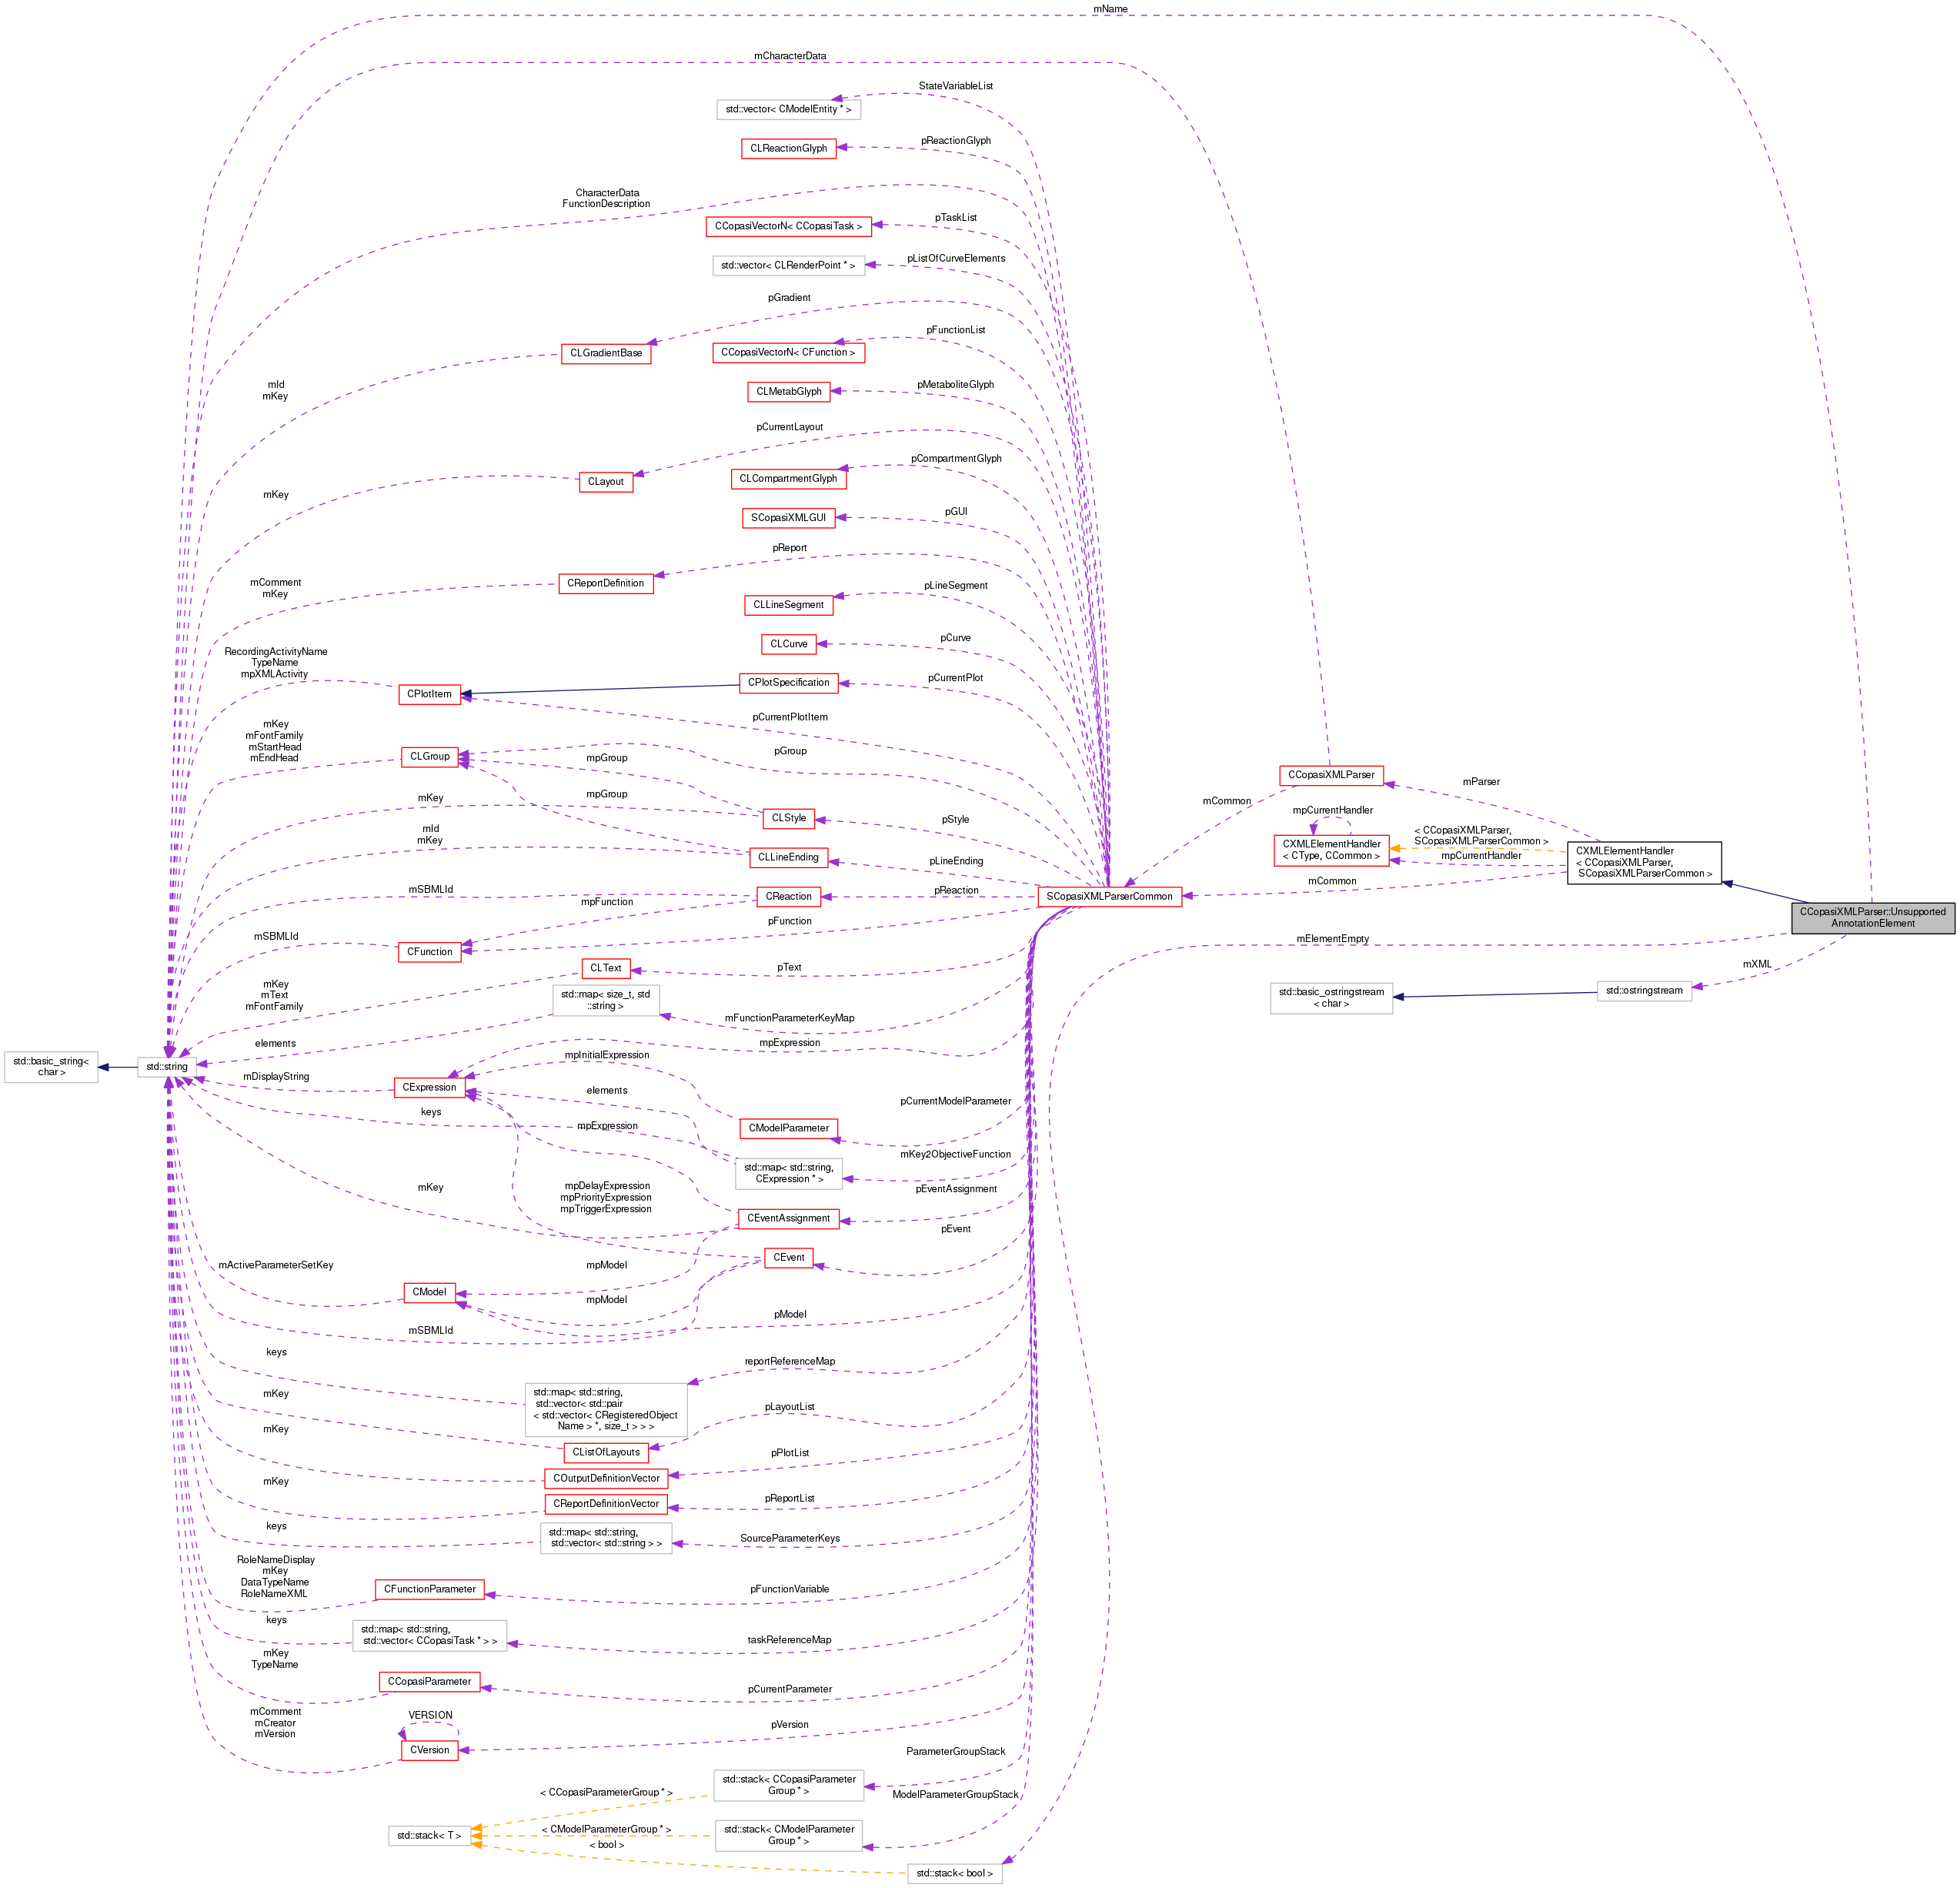 mName
mCharacterData
StateVariableList
std::vector< CModelEntity * >
pReactionGlyph
CLReactionGlyph
CharacterData
FunctionDescription
pTaskList
CCopasiVectorN< CCopasiTask >
pListOfCurveElements
std::vector< CLRenderPoint * >
pGradient
pFunctionList
CLGradientBase
CCopasiVectorN< CFunction >
mId
mKey
pMetaboliteGlyph
CLMetabGlyph
pCurrentLayout
pCompartmentGlyph
CLayout
CLCompartmentGlyph
mKey
pGUI
SCopasiXMLGUI
pReport
CReportDefinition
mComment
mKey
pLineSegment
CLLineSegment
pCurve
CLCurve
RecordingActivityName
TypeName
mpXMLActivity
pCurrentPlot
CPlotItem
CPlotSpecification
pCurrentPlotItem
mKey
mFontFamily
mStartHead
mEndHead
CLGroup
mpGroup
pGroup
mpGroup
mKey
CLStyle
pStyle
mId
mKey
CLLineEnding
pLineEnding
mSBMLId
CReaction
pReaction
mpFunction
pFunction
mSBMLId
CFunction
SCopasiXMLParserCommon
CCopasiXMLParser
mParser
mCommon
mpCurrentHandler
CXMLElementHandler
< CType, CCommon >
< CCopasiXMLParser,
SCopasiXMLParserCommon >
mpCurrentHandler
CXMLElementHandler
< CCopasiXMLParser,
SCopasiXMLParserCommon >
mCommon
CCopasiXMLParser::Unsupported
AnnotationElement
mElementEmpty
mXML
std::ostringstream
std::basic_ostringstream
< char >
CLText
pText
mKey
mText
mFontFamily
std::map< size_t, std
::string >
mFunctionParameterKeyMap
elements
mpExpression
std::basic_string<
char >
std::string
mpInitialExpression
mDisplayString
CExpression
elements
keys
CModelParameter
pCurrentModelParameter
mpExpression
std::map< std::string,
CExpression * >
mKey2ObjectiveFunction
mKey
mpDelayExpression
mpPriorityExpression
mpTriggerExpression
CEventAssignment
pEventAssignment
pEvent
CEvent
mActiveParameterSetKey
mpModel
CModel
mpModel
pModel
mSBMLId
keys
reportReferenceMap
std::map< std::string,
std::vector< std::pair
< std::vector< CRegisteredObject
Name > *, size_t > > >
mKey
pLayoutList
CListOfLayouts
mKey
pPlotList
COutputDefinitionVector
mKey
pReportList
CReportDefinitionVector
keys
SourceParameterKeys
std::map< std::string,
std::vector< std::string > >
RoleNameDisplay
mKey
DataTypeName
RoleNameXML
CFunctionParameter
pFunctionVariable
keys
std::map< std::string,
std::vector< CCopasiTask * > >
taskReferenceMap
mKey
TypeName
CCopasiParameter
pCurrentParameter
mComment
mCreator
mVersion
VERSION
CVersion
pVersion
ParameterGroupStack
std::stack< CCopasiParameter
Group * >
< CCopasiParameterGroup * >
ModelParameterGroupStack
std::stack< T >
< CModelParameterGroup * >
std::stack< CModelParameter
Group * >
< bool >
std::stack< bool >